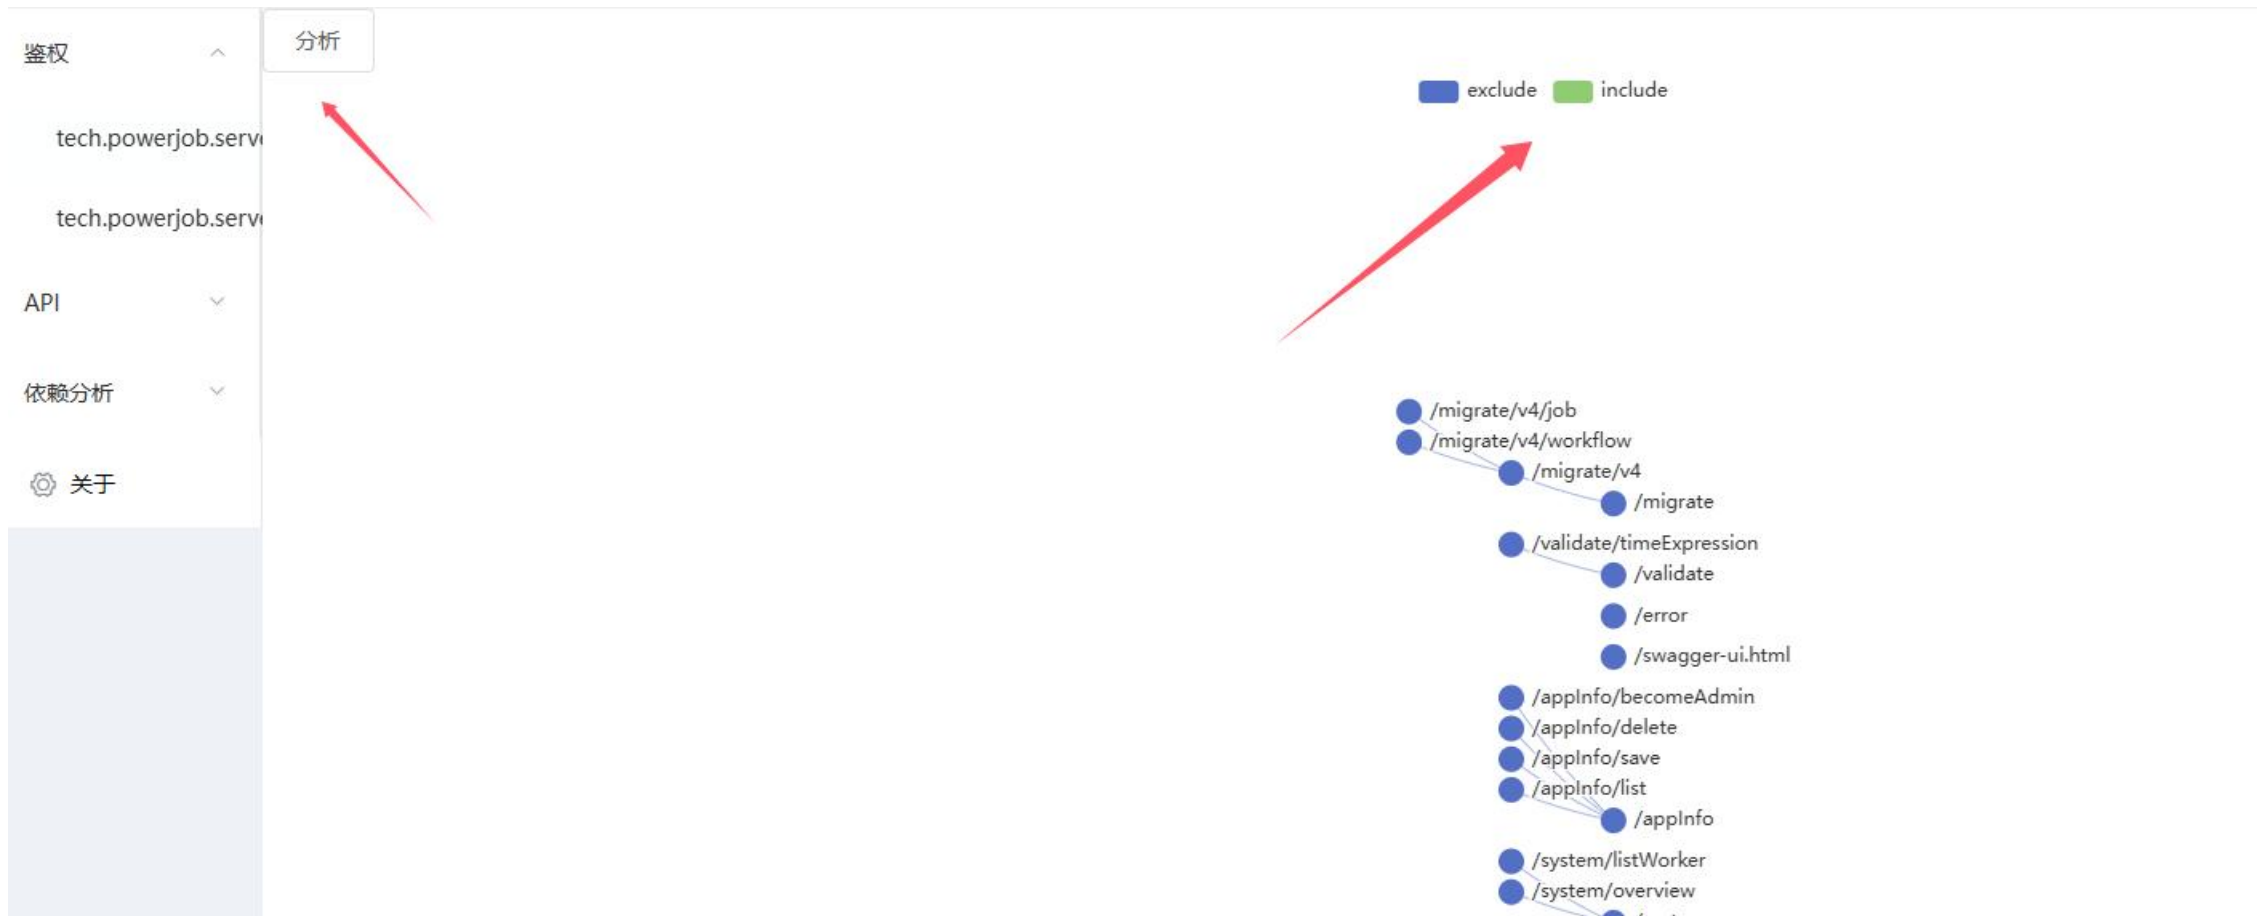 鉴权
tech.powerjob.serv
tech.powerjob.serv
API
依赖分析
关于
分析
exclude
include
/migrate/v4/job
/migrate/v4/workflow
/migrate/v4
/migrate
/validate/timeExpression
/validate
/error
/swagger-ui.html
/appInfo/becomeAdmin
/appInfo/delete
/appInfo/save
/appInfo/list
/appInfo
/system/listWorker
/system/overview